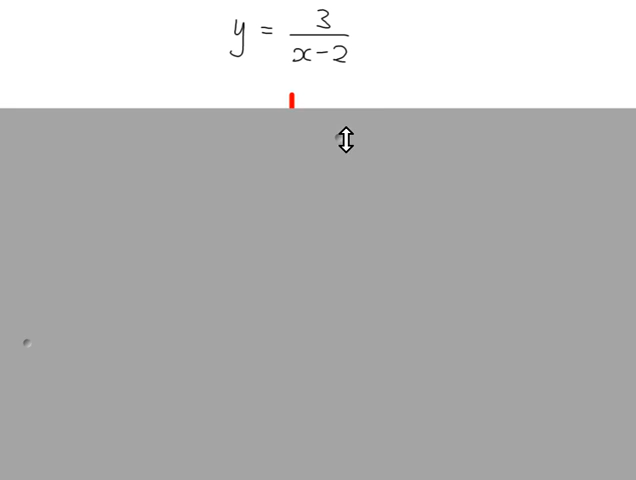 y = 3/(x-2)